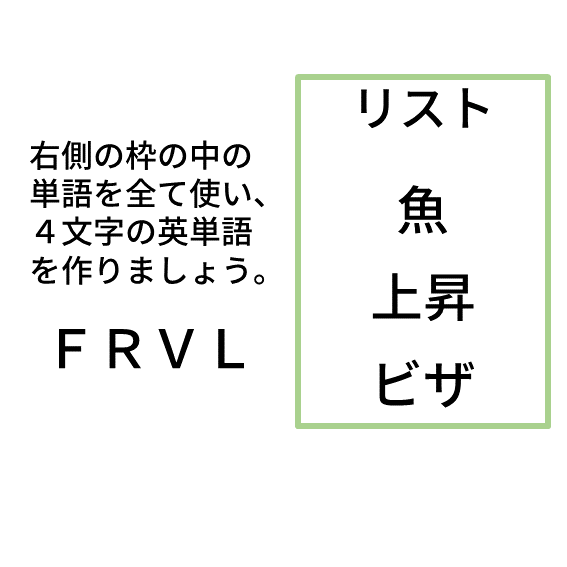 右側の枠の中の
単語を全て使い、
４文字の英単語
を作りましょう。
ＦＲＶＬ
リスト
魚
上昇
ビザ